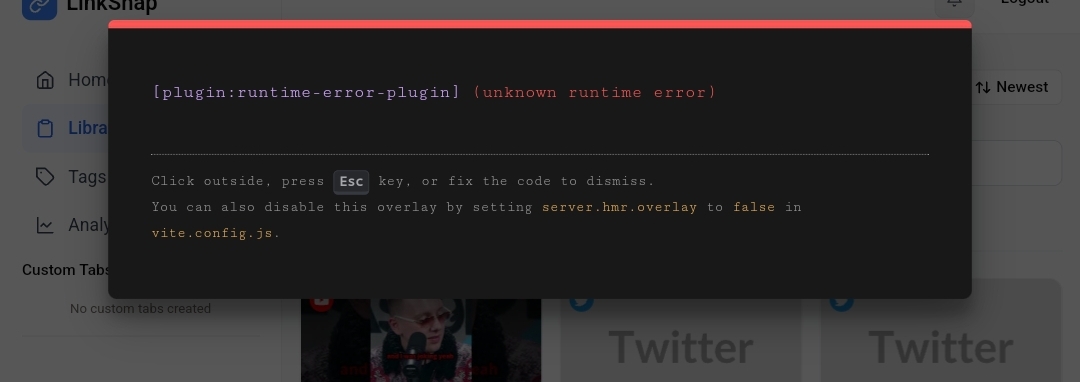 LinkSnap
Logout
Home
Newest
Library
Tags
Analy
Custom Tabs
No custom tabs created
[plugin:runtime-error-plugin] (unknown runtime error)
Click outside, press Esc key, or fix the code to dismiss.
You can also disable this overlay by setting server.hmr.overlay to false in
vite.config.js.
Twitter
Twitter